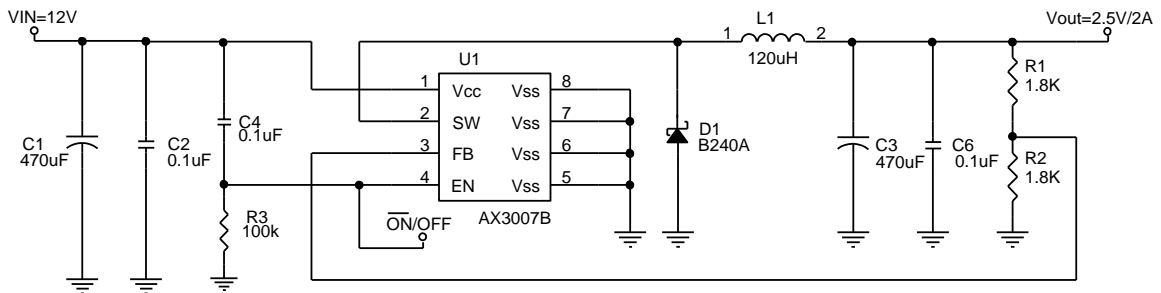 VIN=12V
L1
Vout=2.5V/2A
1
2
120uH
U1
R1
1.8K
1
Vcc
Vss
8
2
SW
Vss
7
C4
0.1uF
D1
B240A
C1
470uF
C2
0.1uF
3
FB
Vss
6
C3
470uF
C6
0.1uF
R2
1.8K
4
EN
Vss
5
R3
100k
ON/OFF
AX3007B